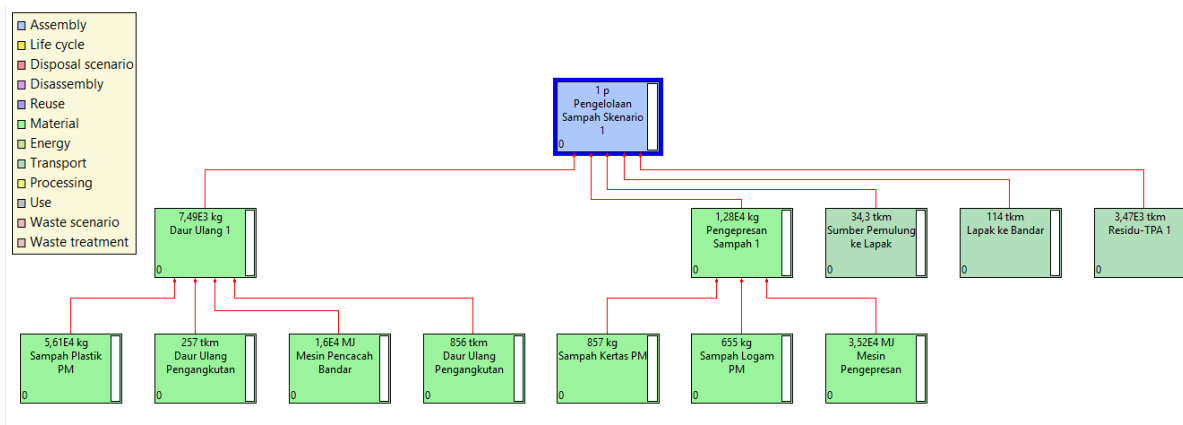 Assembly
Life cycle
Disposal scenario
Disassembly
Reuse
Material
Energy
Transport
Processing
Use
Waste scenario
Waste treatment
1 p
Pengelolaan
Sampah Skenario
1
0
7,49E3 kg
Daur Ulang 1
0
1,28E4 kg
Pengepresan
Sampah 1
0
34,3 tkm
Sumber Pemulung
ke Lapak
0
114 tkm
Lapak ke Bandar
0
3,47E3 tkm
Residu-TPA 1
0
5,61E4 kg
Sampah Plastik
PM
0
257 tkm
Daur Ulang
Pengangkutan
0
1,6E4 MJ
Mesin Pencacah
Bandar
0
856 tkm
Daur Ulang
Pengangkutan
0
857 kg
Sampah Kertas PM
0
655 kg
Sampah Logam
PM
0
3,52E4 MJ
Mesin
Pengepresan
0